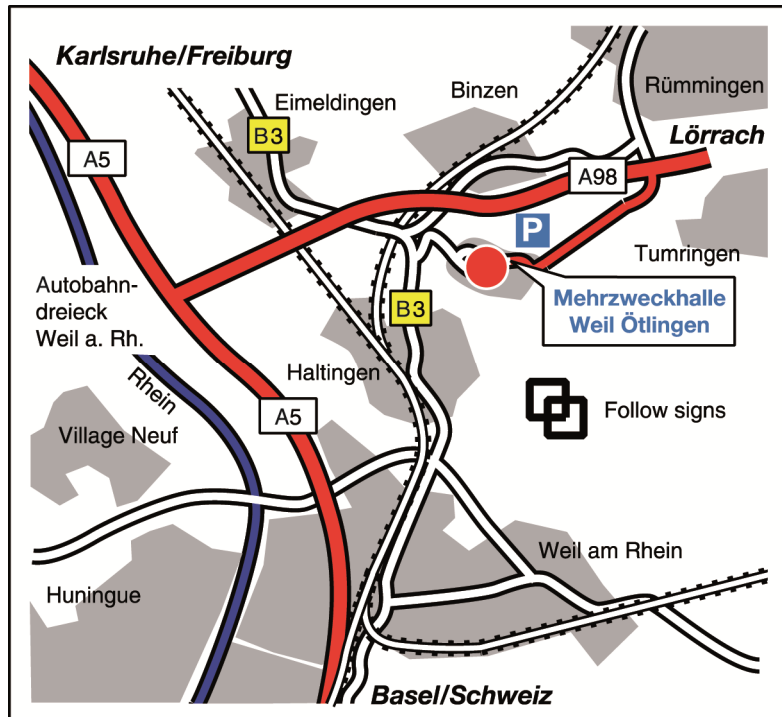 Karlsruhe/Freiburg
Eimeldingen
Binzen
Rümmingen
B3
Lörrach
A5
A98
P
Tumringen
Autobahn-
dreieck
Weil a. Rh.
Mehrzweckhalle
Weil Ötlingen
B3
Rhein
Haltingen
A5
Follow signs
Village Neuf
Weil am Rhein
Huningue
Basel/Schweiz